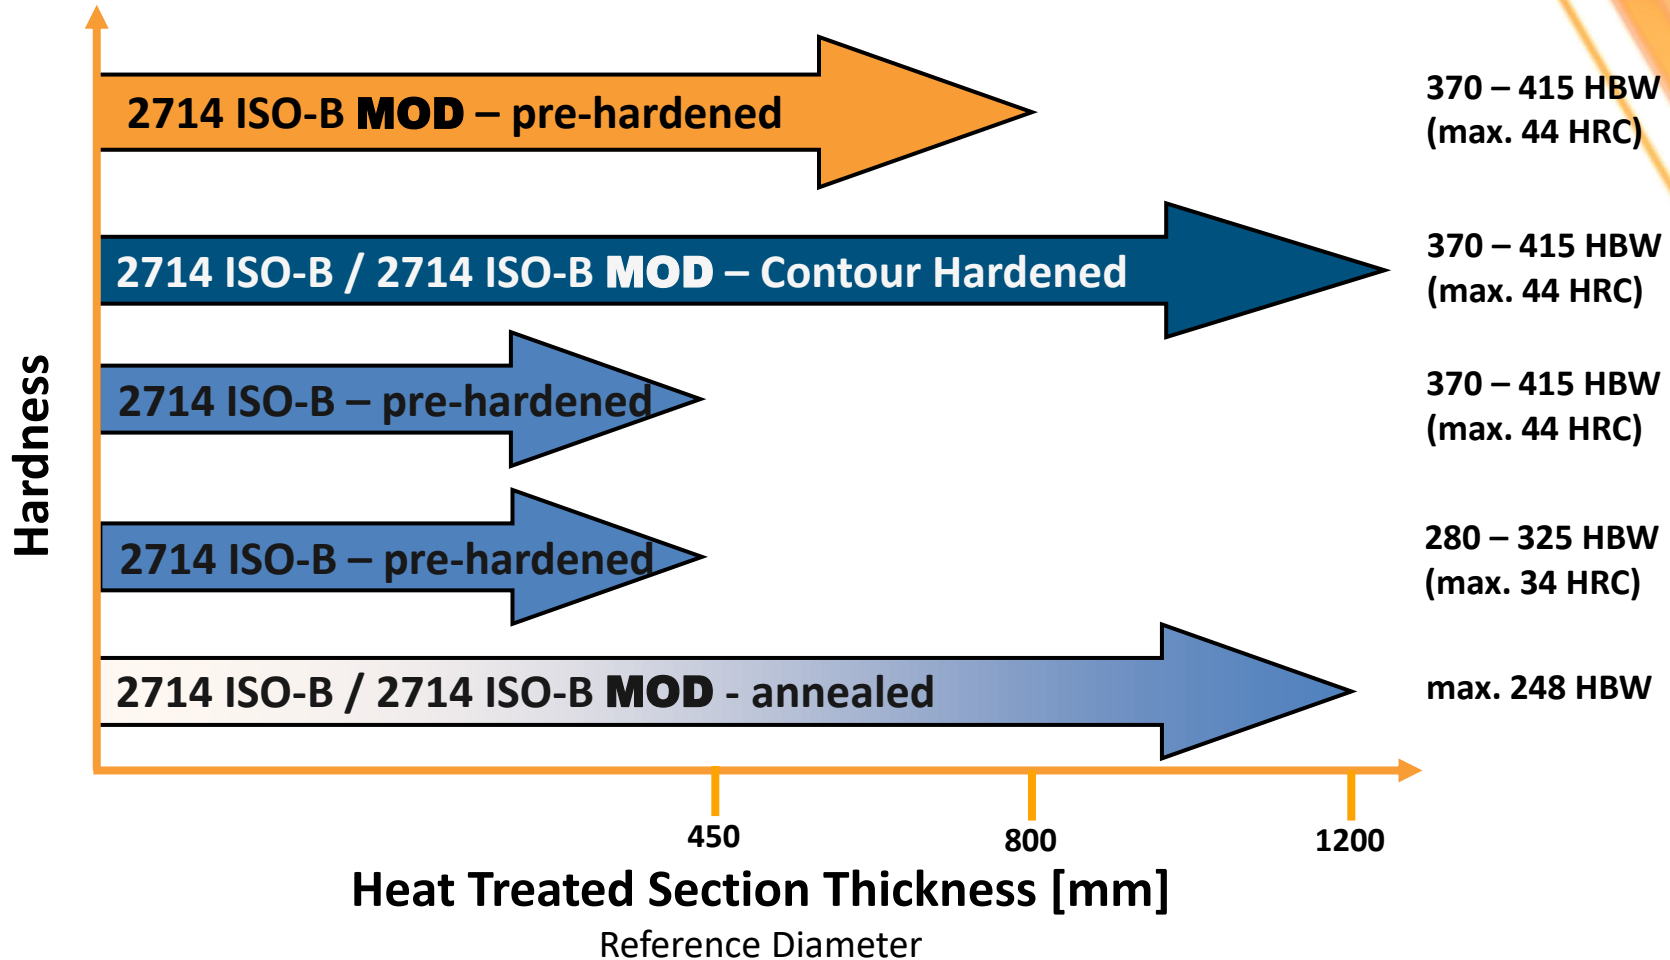 2714 ISO-B MOD – pre-hardened
370 – 415 HBW
(max. 44 HRC)
2714 ISO-B / 2714 ISO-B MOD – Contour Hardened
370 – 415 HBW
(max. 44 HRC)
2714 ISO-B – pre-hardened
370 – 415 HBW
(max. 44 HRC)
Hardness
2714 ISO-B – pre-hardened
280 – 325 HBW
(max. 34 HRC)
2714 ISO-B / 2714 ISO-B MOD - annealed
max. 248 HBW
450
800
1200
Heat Treated Section Thickness [mm]
Reference Diameter